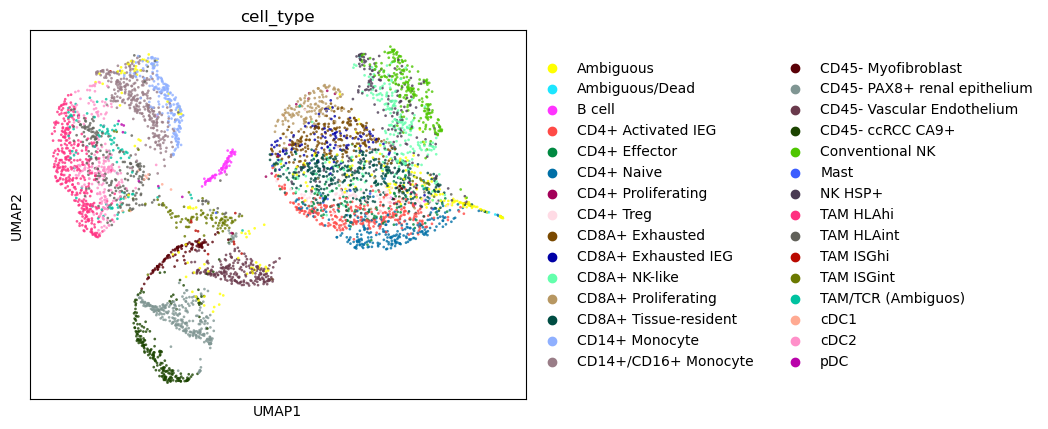 cell_type
UMAP2
UMAP1
Ambiguous
Ambiguous/Dead
B cell
CD4+ Activated IEG
CD4+ Effector
CD4+ Naive
CD4+ Proliferating
CD4+ Treg
CD8A+ Exhausted
CD8A+ Exhausted IEG
CD8A+ NK-like
CD8A+ Proliferating
CD8A+ Tissue-resident
CD14+ Monocyte
CD14+/CD16+ Monocyte
CD45- Myofibroblast
CD45- PAX8+ renal epithelium
CD45- Vascular Endothelium
CD45- ccRCC CA9+
Conventional NK
Mast
NK HSP+
TAM HLAhi
TAM HLAint
TAM ISGhi
TAM ISGint
TAM/TCR (Ambiguos)
cDC1
cDC2
pDC